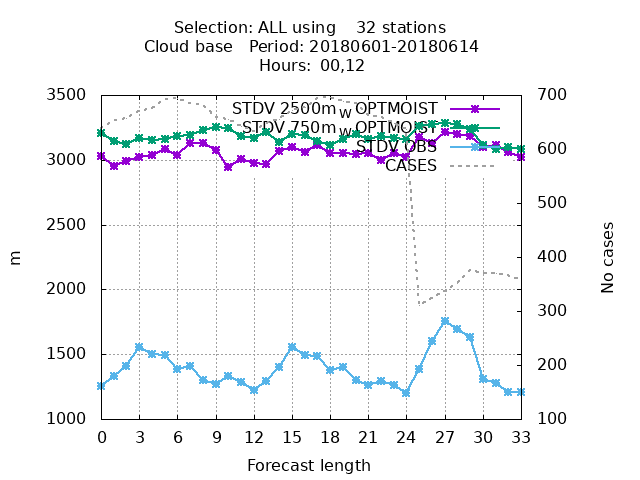 Selection: ALL using    32 stations
Cloud base   Period: 20180601-20180614
Hours: 00,12
3500
3000
2500
2000
1500
1000
m
STDV 2500m_w OPTMOIST
STDV 750m_w OPTMOIST
STDV OBS
CASES
700
600
500
400
300
200
100
No cases
0 3 6 9 12 15 18 21 24 27 30 33
Forecast length